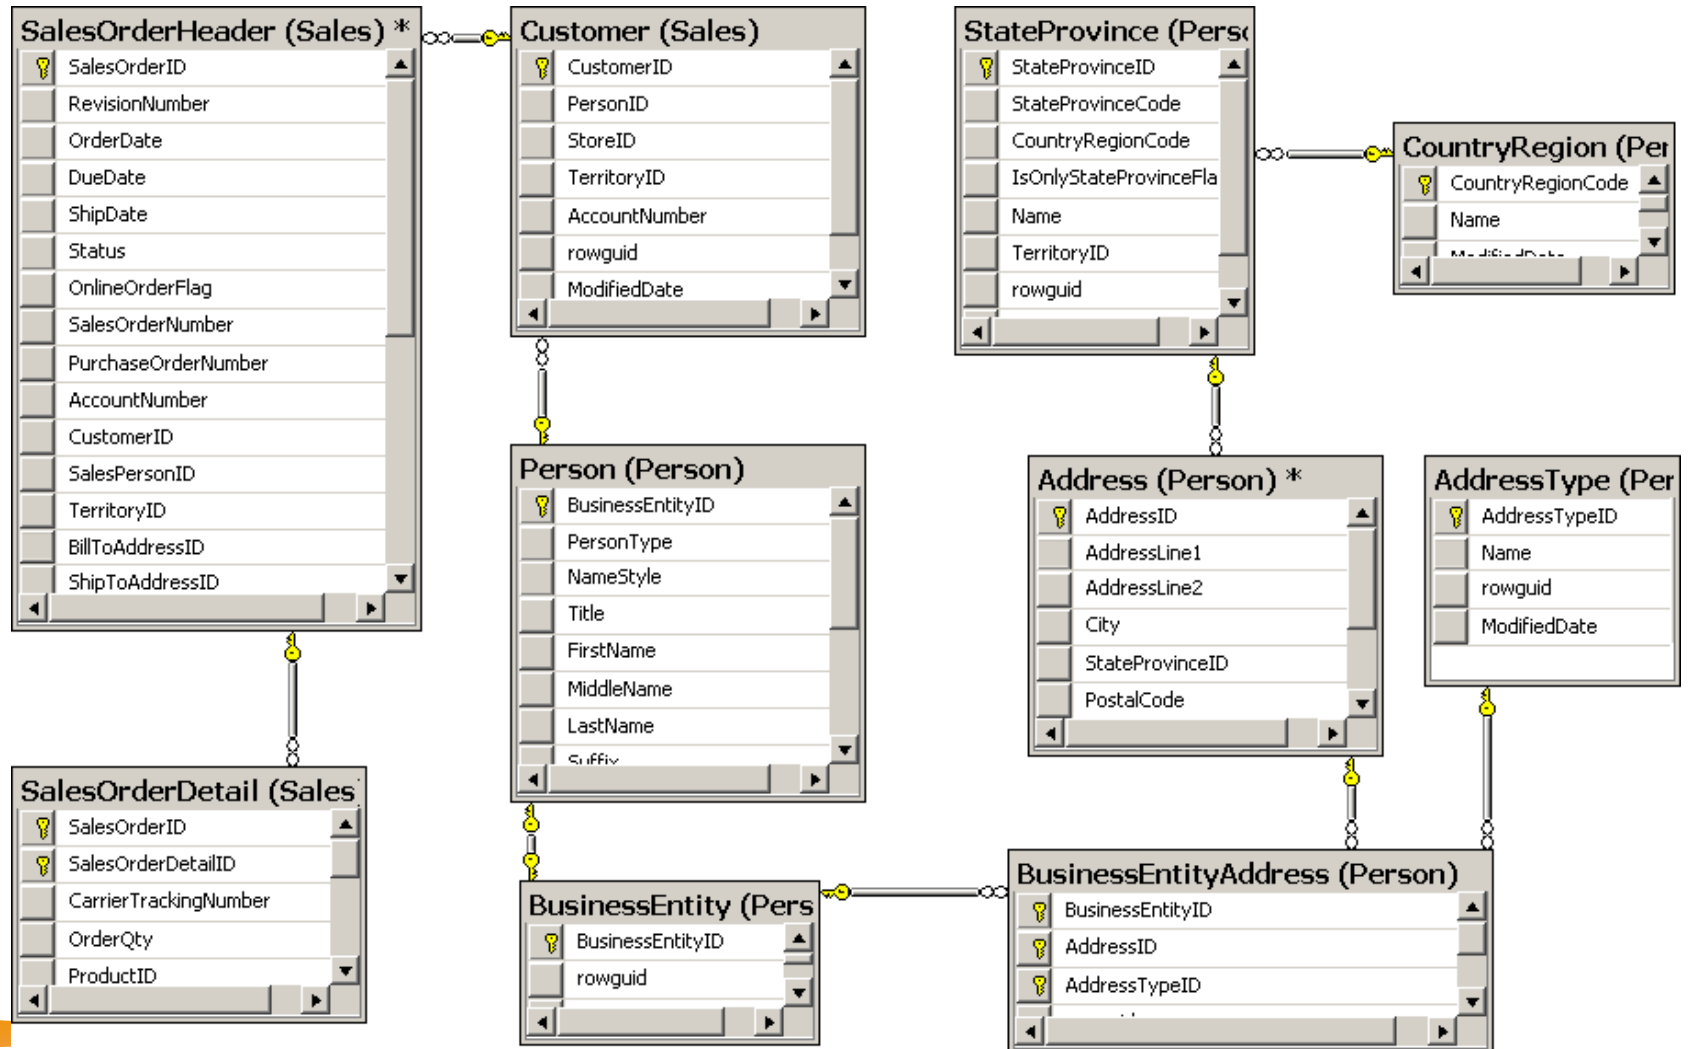 SalesOrderHeader (Sales) *
SalesOrderID
RevisionNumber
OrderDate
DueDate
ShipDate
Status
OnlineOrderFlag
SalesOrderNumber
PurchaseOrderNumber
AccountNumber
CustomerID
SalesPersonID
TerritoryID
BillToAddressID
ShipToAddressID
SalesOrderDetail (Sales
SalesOrderID
SalesOrderDetailID
CarrierTrackingNumber
OrderQty
ProductID
Customer (Sales)
CustomerID
PersonID
StoreID
TerritoryID
AccountNumber
rowguid
ModifiedDate
Person (Person)
BusinessEntityID
PersonType
NameStyle
Title
FirstName
MiddleName
LastName
Suffix
BusinessEntity (Pers
BusinessEntityID
rowguid
StateProvince (Perso
StateProvinceID
StateProvinceCode
CountryRegionCode
IsOnlyStateProvinceFla
Name
TerritoryID
rowguid
CountryRegion (Per
CountryRegionCode
Name
ModifiedDate
Address (Person) *
AddressID
AddressLine1
AddressLine2
City
StateProvinceID
PostalCode
AddressType (Per
AddressTypeID
Name
rowguid
ModifiedDate
BusinessEntityAddress (Person)
BusinessEntityID
AddressID
AddressTypeID